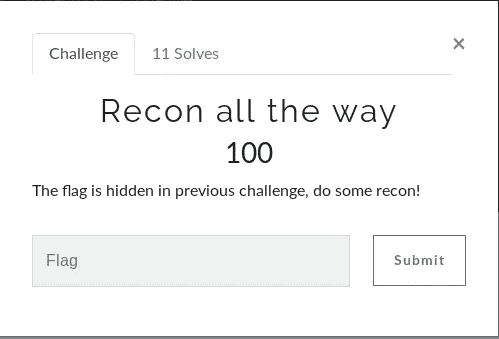 Challenge 11 Solves ×
Recon all the way
100
The flag is hidden in previous challenge, do some recon!
Flag Submit